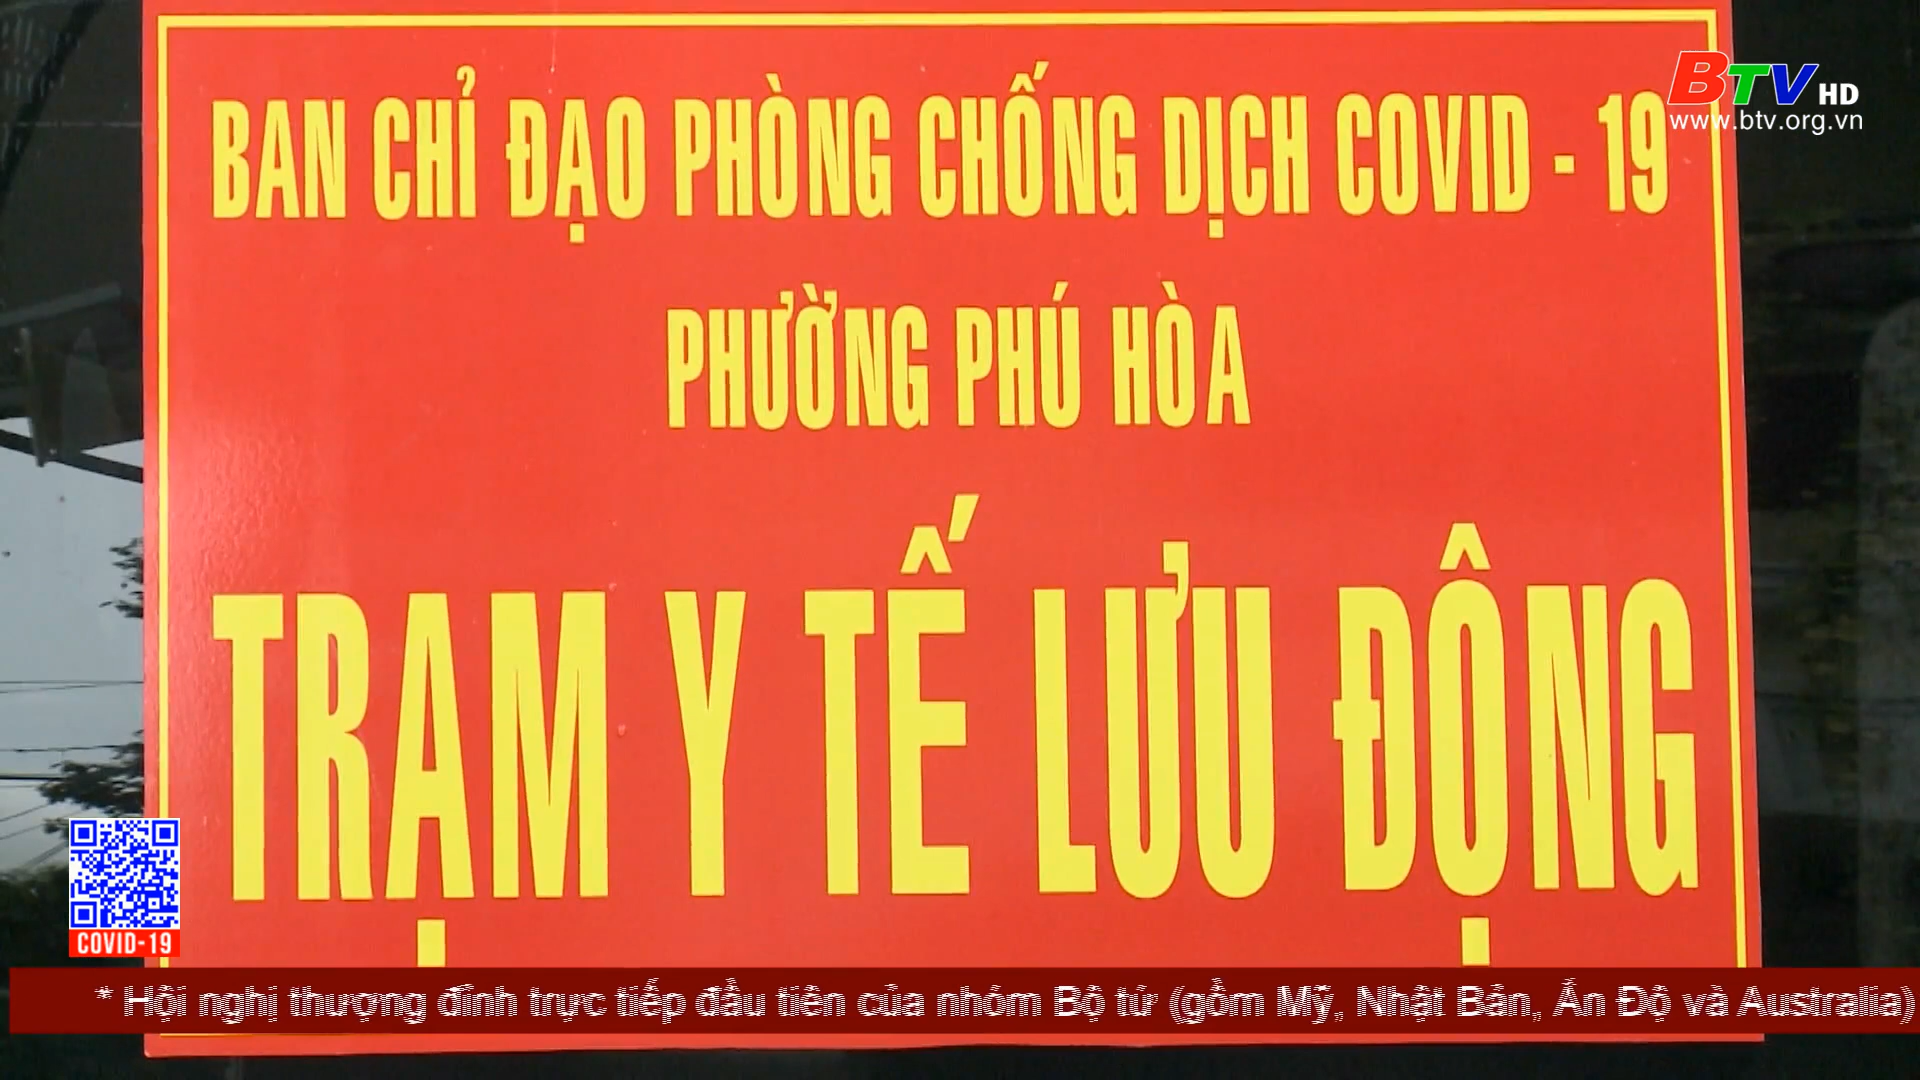 BTV HD
www.btv.org.vn
BAN CHỈ ĐẠO PHÒNG CHỐNG DỊCH COVID - 19
PHƯỜNG PHÚ HÒA
TRẠM Y TẾ LƯU ĐỘNG
COVID-19
* Hội nghị thượng đỉnh trực tiếp đầu tiên của nhóm Bộ tứ (gồm Mỹ, Nhật Bản, Ấn Độ và Australia)